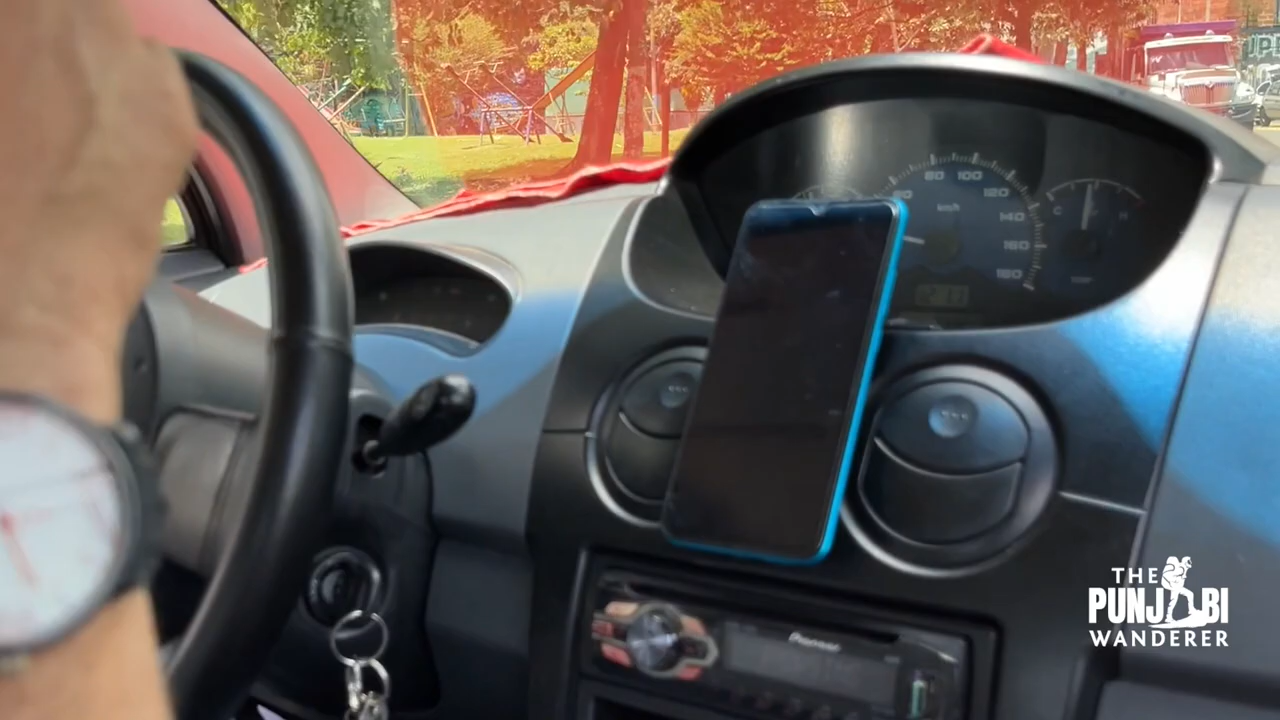 80 100
120
km/h
140
160
180
C H
Pioneer
THE
PUNJABI
WANDERER